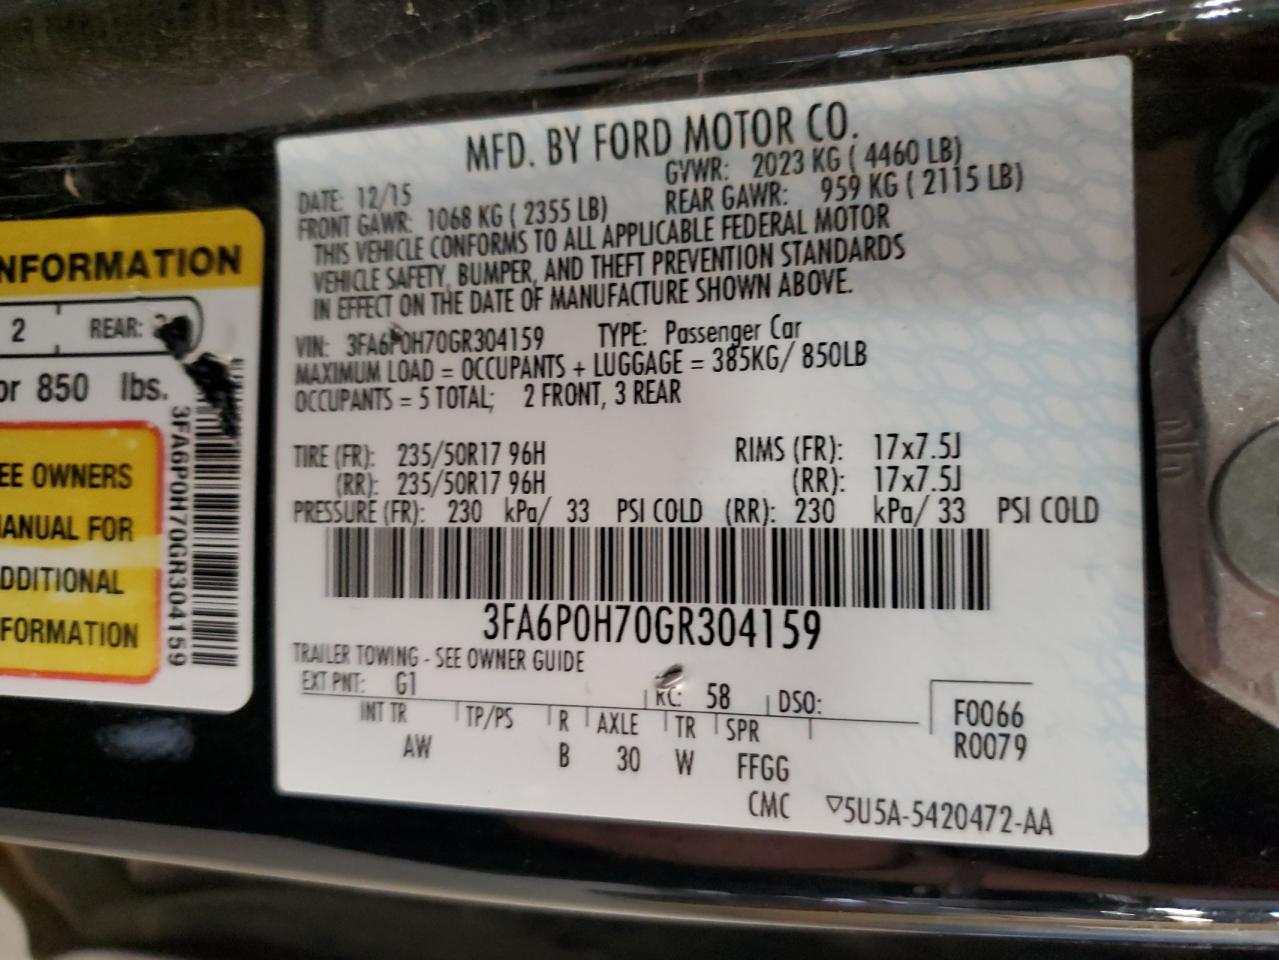 MFD. BY FORD MOTOR CO.
DATE: 12/15 GVWR: 2023 KG ( 4460 LB)
FRONT GAWR: 1068 KG ( 2355 LB) REAR GAWR: 959 KG ( 2115 LB)
THIS VEHICLE CONFORMS TO ALL APPLICABLE FEDERAL MOTOR
VEHICLE SAFETY, BUMPER, AND THEFT PREVENTION STANDARDS
IN EFFECT ON THE DATE OF MANUFACTURE SHOWN ABOVE.
VIN: 3FA6P0H70GR304159 TYPE: Passenger Car
MAXIMUM LOAD = OCCUPANTS + LUGGAGE = 385KG/ 850LB
OCCUPANTS = 5 TOTAL; 2 FRONT, 3 REAR
TIRE (FR): 235/50R17 96H RIMS (FR): 17x7.5J
(RR): 235/50R17 96H (RR): 17x7.5J
PRESSURE (FR): 230 kPa/ 33 PSI COLD (RR): 230 kPa/ 33 PSI COLD
3FA6P0H70GR304159
TRAILER TOWING - SEE OWNER GUIDE
EXT PNT: G1 RC: 58 DSO:
INT TR TP/PS R AXLE TR SPR
AW B 30 W FFGG
F0066
R0079
CMC ▽5U5A-5420472-AA
NFORMATION
2 REAR:
or 850 lbs.
EE OWNERS
ANUAL FOR
DDITIONAL
FORMATION
3FA6P0H70GR304159